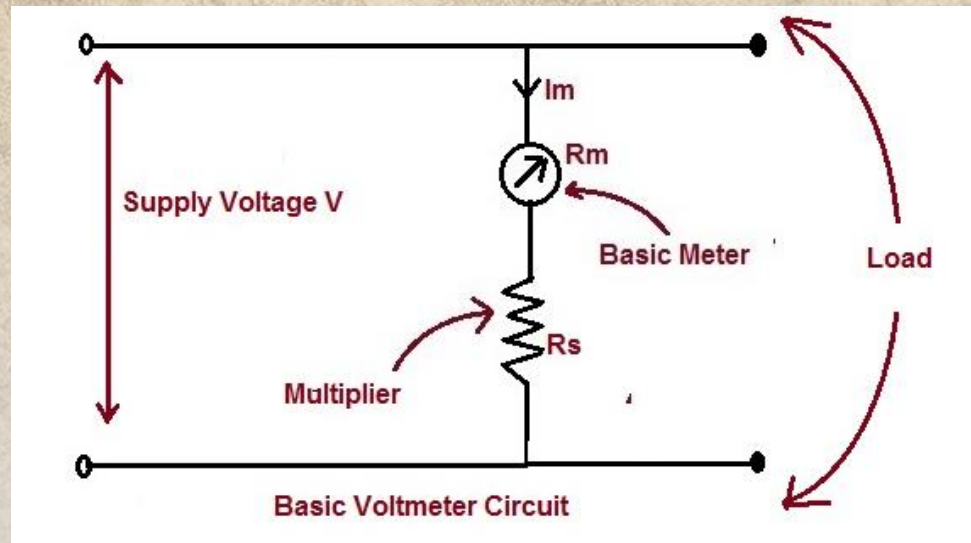 Im
Rm
Supply Voltage V
Basic Meter
Load
Rs
Multiplier
Basic Voltmeter Circuit